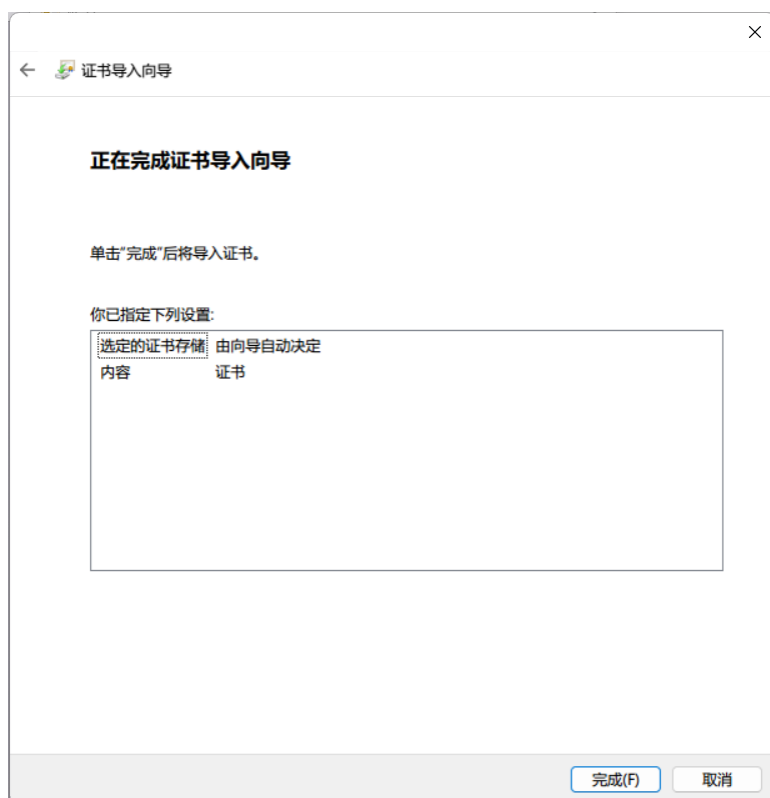 证书导入向导
正在完成证书导入向导
单击“完成”后将导入证书。
你已指定下列设置:
选定的证书存储 由向导自动决定
内容 证书
完成(F) 取消